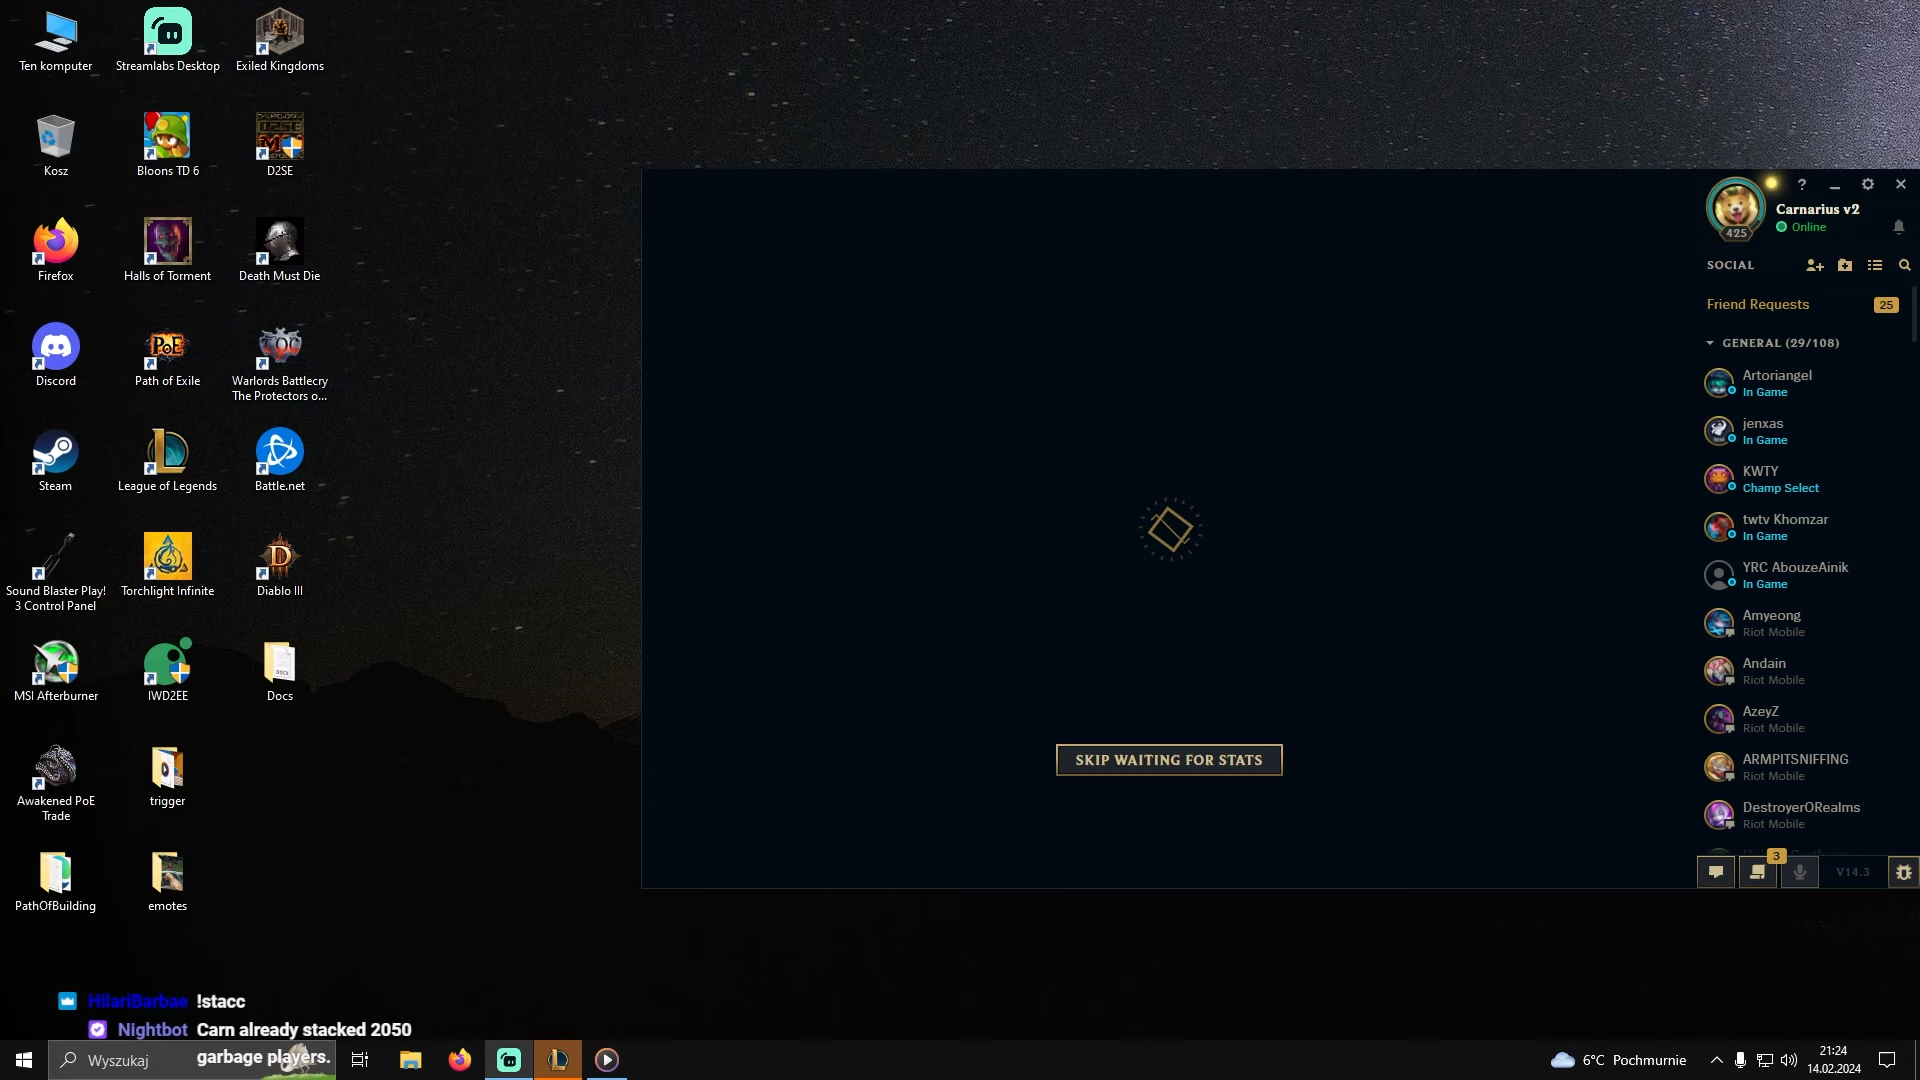 Ten komputer
Streamlabs Desktop
Exiled Kingdoms
Kosz
Bloons TD 6
D2SE
Firefox
Halls of Torment
Death Must Die
Discord
Path of Exile
Warlords Battlecry
The Protectors o...
Steam
League of Legends
Battle.net
Sound Blaster Play!
3 Control Panel
Torchlight Infinite
Diablo III
MSI Afterburner
IWD2EE
Docs
Awakened PoE
Trade
trigger
PathOfBuilding
emotes
Carnarius v2
425
Online
SOCIAL
Friend Requests
25
GENERAL (29/108)
Artoriangel
In Game
jenxas
In Game
KWTY
Champ Select
twtv Khomzar
In Game
YRC AbouzeAinik
In Game
Amyeong
Riot Mobile
Andain
Riot Mobile
AzeyZ
Riot Mobile
ARMPITSNIFFING
Riot Mobile
DestroyerORealms
Riot Mobile
3
V14.3
SKIP WAITING FOR STATS
HilariBarbae !stacc
Nightbot Carn already stacked 2050
garbage players.
Wyszukaj
6°C Pochmurnie
21:24
14.02.2024